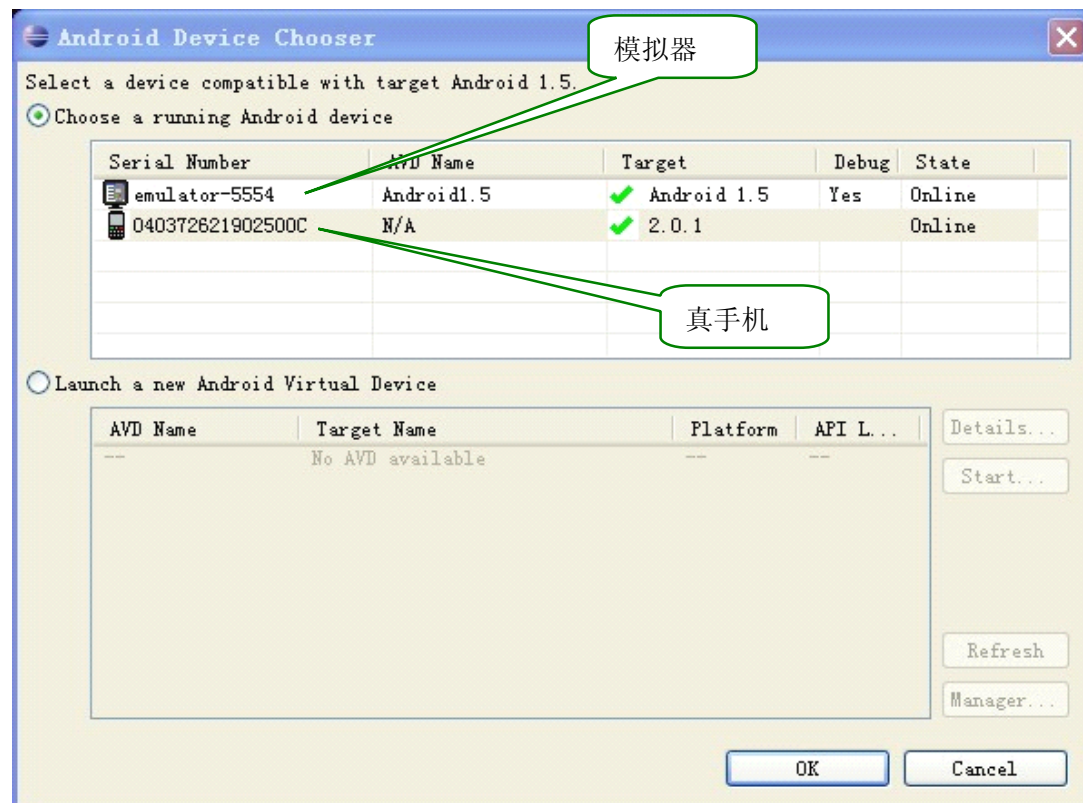 Android Device Chooser
模拟器
Select a device compatible with target Android 1.5.
Choose a running Android device
Serial Number AVD Name Target Debug State
emulator-5554 Android1.5 Android 1.5 Yes Online
040372621902500C N/A 2.0.1 Online
真手机
Launch a new Android Virtual Device
AVD Name Target Name Platform API L...
-- No AVD available -- --
Details...
Start...
Refresh
Manager...
OK Cancel